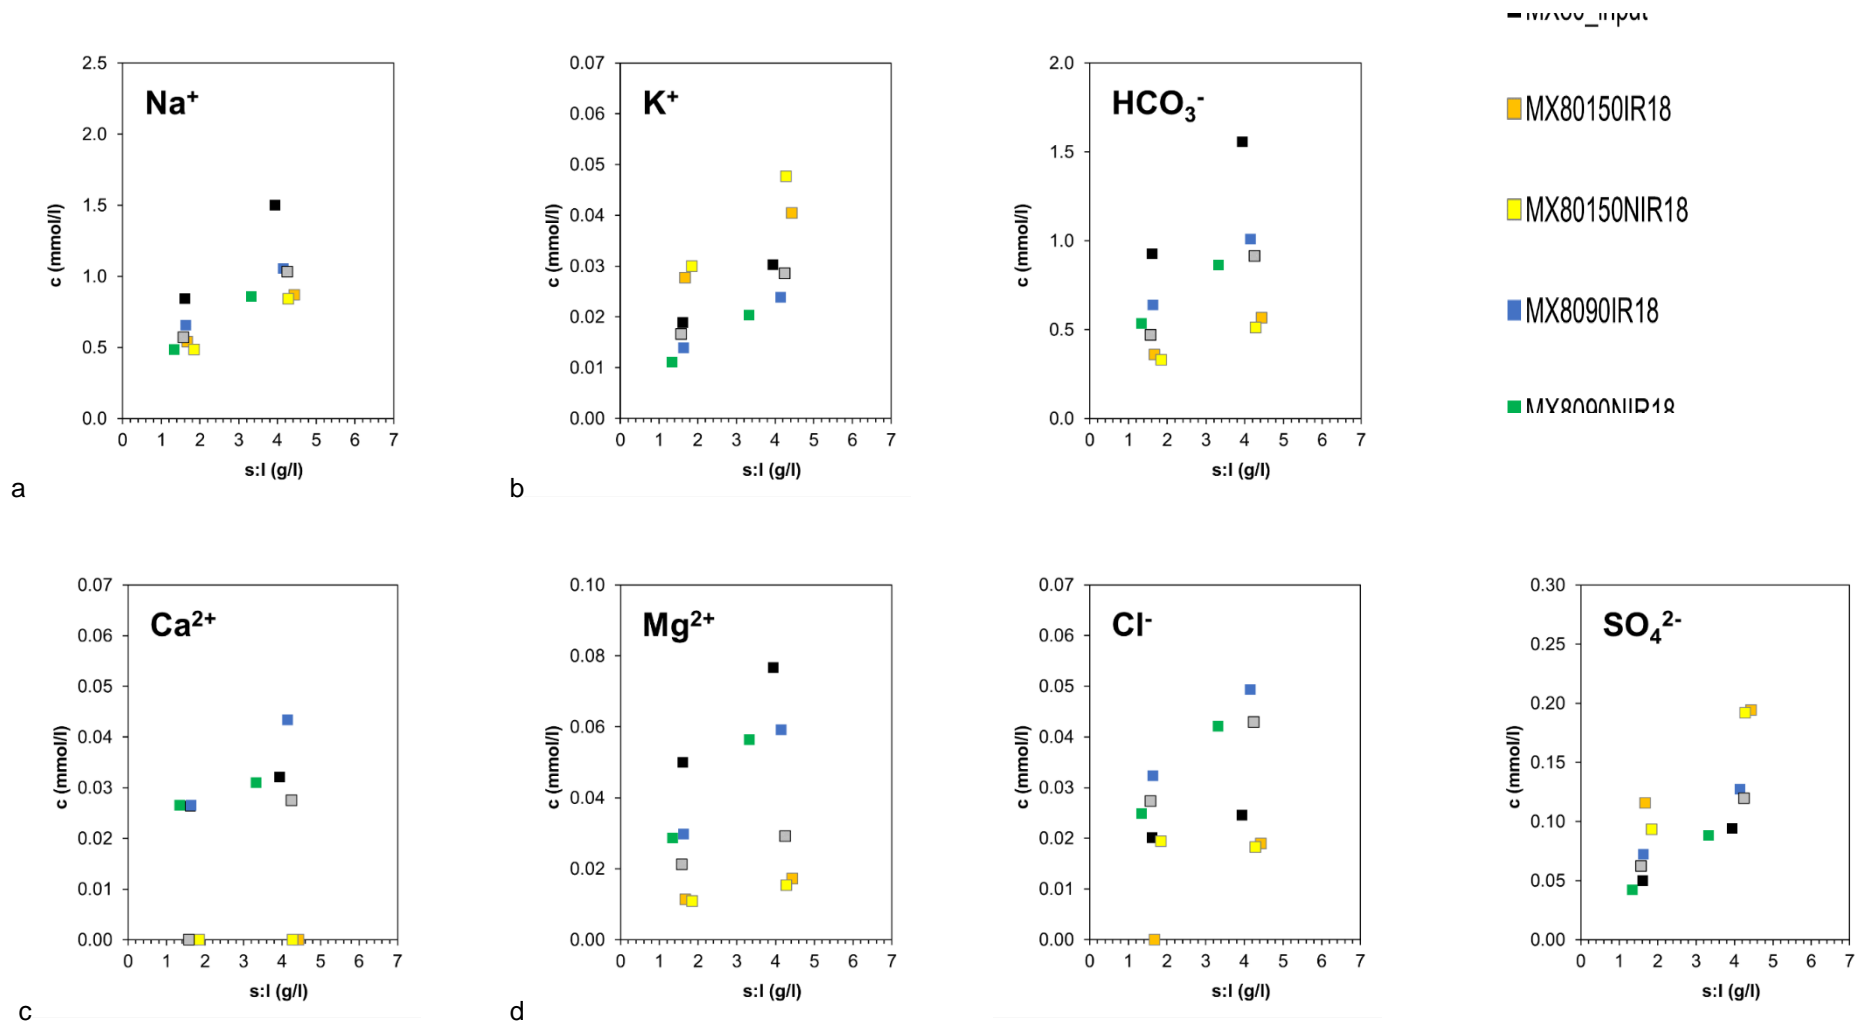 MX80_input
MX80150IR18
MX80150NIR18
MX8090IR18
MX8090NIR18
Na⁺
c (mmol/l)
2.5
2.0
1.5
1.0
0.5
0.0
0 1 2 3 4 5 6 7
s:l (g/l)
a
K⁺
c (mmol/l)
0.07
0.06
0.05
0.04
0.03
0.02
0.01
0.00
0 1 2 3 4 5 6 7
s:l (g/l)
b
HCO₃⁻
c (mmol/l)
2.0
1.5
1.0
0.5
0.0
0 1 2 3 4 5 6 7
s:l (g/l)
Ca²⁺
c (mmol/l)
0.07
0.06
0.05
0.04
0.03
0.02
0.01
0.00
0 1 2 3 4 5 6 7
s:l (g/l)
c
Mg²⁺
c (mmol/l)
0.10
0.08
0.06
0.04
0.02
0.00
0 1 2 3 4 5 6 7
s:l (g/l)
d
Cl⁻
c (mmol/l)
0.07
0.06
0.05
0.04
0.03
0.02
0.01
0.00
0 1 2 3 4 5 6 7
s:l (g/l)
SO₄²⁻
c (mmol/l)
0.30
0.25
0.20
0.15
0.10
0.05
0.00
0 1 2 3 4 5 6 7
s:l (g/l)